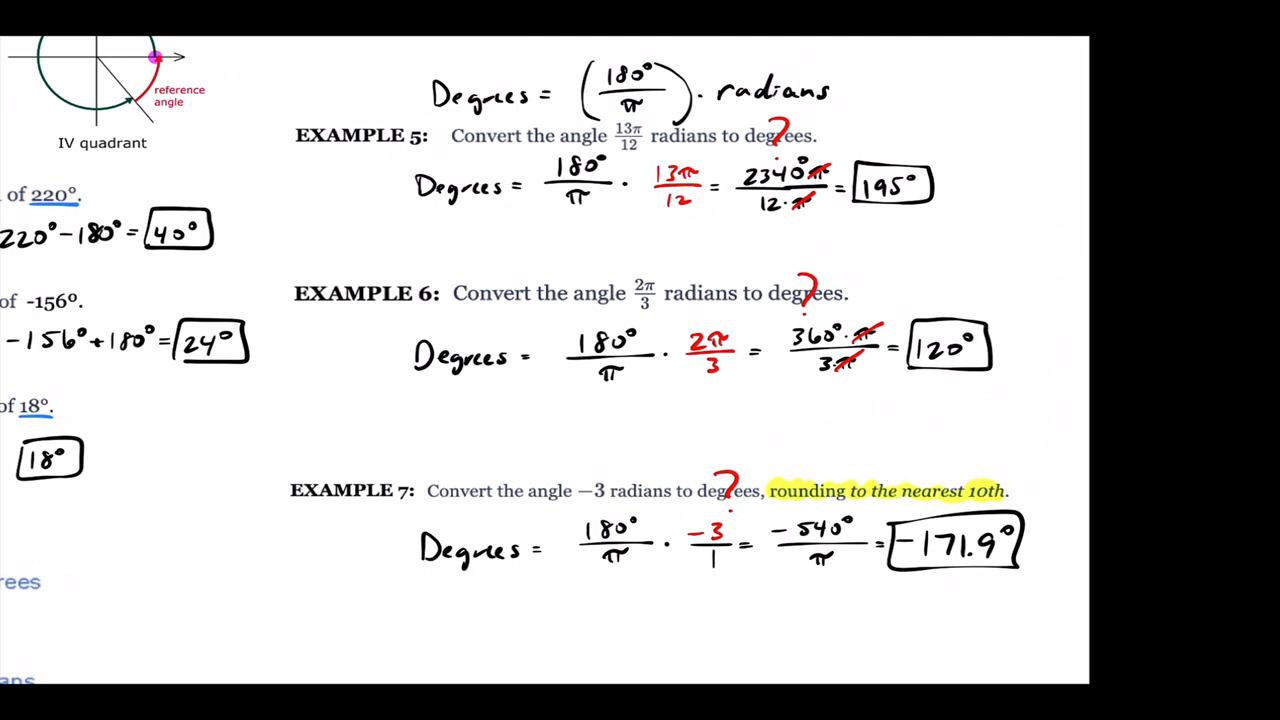 reference
angle
IV quadrant
of 220°.
220° − 180° = 40°
of -156°.
−156° + 180° = 24°
of 18°.
18°
rees
ans
Degrees = (180°/π) · radians
EXAMPLE 5: Convert the angle 13π/12 radians to degrees.
?
Degrees = 180°/π · 13π/12 = 2340°π/12·π = 195°
EXAMPLE 6: Convert the angle 2π/3 radians to degrees.
?
Degrees = 180°/π · 2π/3 = 360°·π/3·π = 120°
EXAMPLE 7: Convert the angle −3 radians to degrees, rounding to the nearest 10th.
?
Degrees = 180°/π · −3/1 = −540°/π = −171.9°